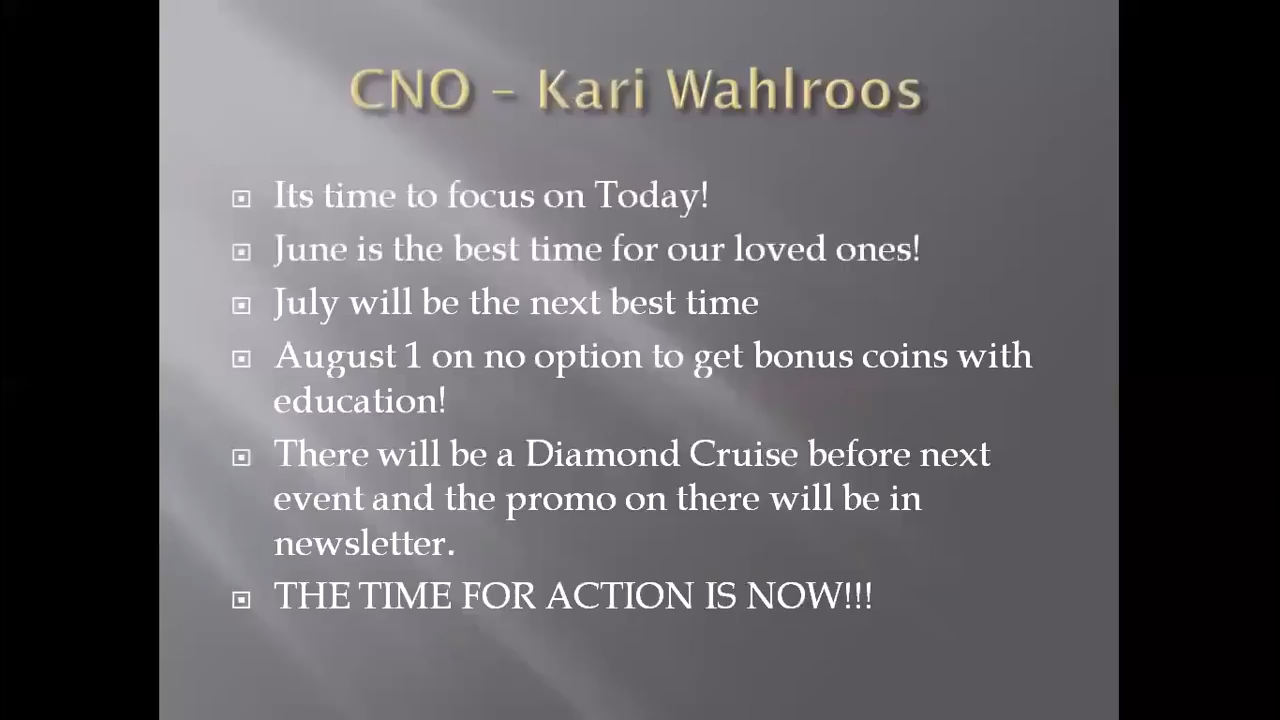 CNO – Kari Wahlroos
Its time to focus on Today!
June is the best time for our loved ones!
July will be the next best time
August 1 on no option to get bonus coins with
education!
There will be a Diamond Cruise before next
event and the promo on there will be in
newsletter.
THE TIME FOR ACTION IS NOW!!!